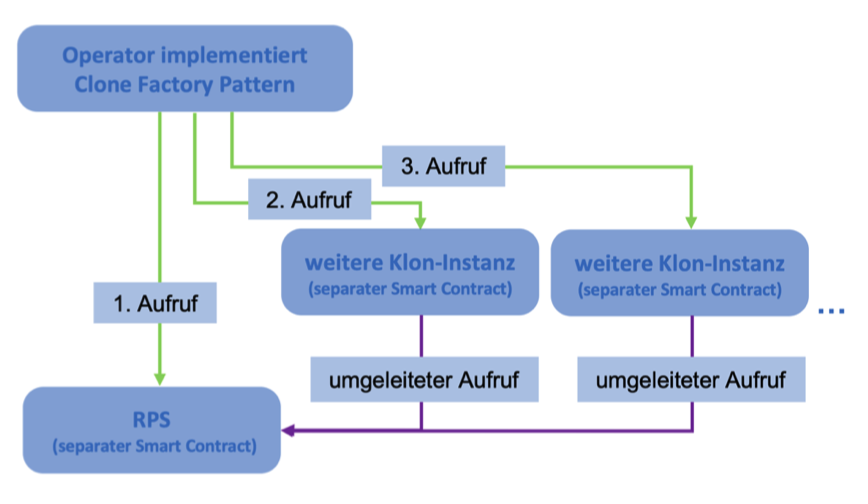 Operator implementiert
Clone Factory Pattern
3. Aufruf
2. Aufruf
weitere Klon-Instanz
(separater Smart Contract)
weitere Klon-Instanz
(separater Smart Contract)
...
1. Aufruf
umgeleiteter Aufruf
umgeleiteter Aufruf
RPS
(separater Smart Contract)